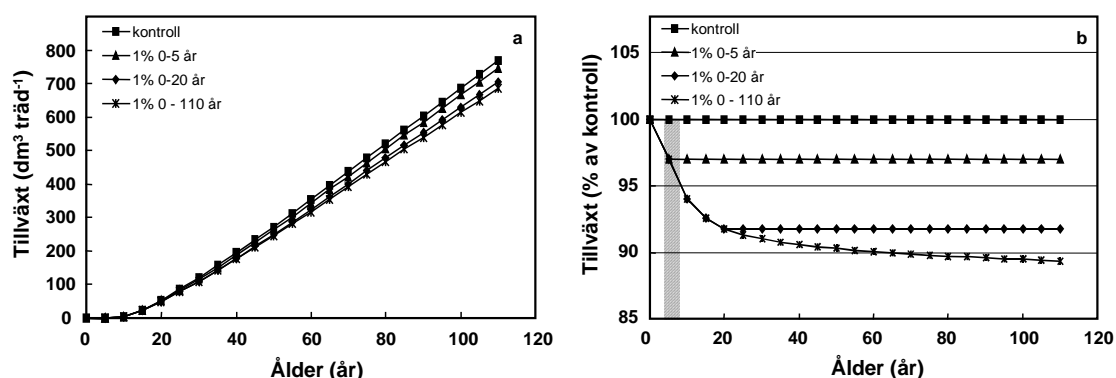 kontroll
1% 0-5 år
1% 0-20 år
1% 0 - 110 år
a
Tillväxt (dm³ träd⁻¹)
800
700
600
500
400
300
200
100
0
0 20 40 60 80 100 120
Ålder (år)
kontroll
1% 0-5 år
1% 0-20 år
1% 0 - 110 år
b
Tillväxt (% av kontroll)
105
100
95
90
85
0 20 40 60 80 100 120
Ålder (år)